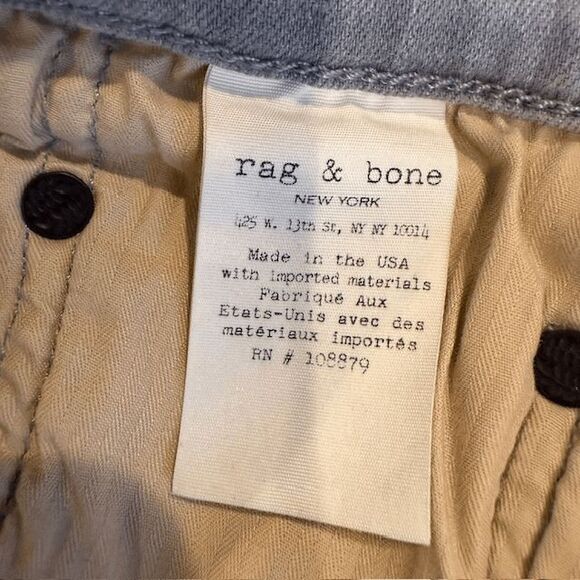 rag & bone
NEW YORK
425 W. 13th St, NY NY 10014
Made in the USA
with imported materials
Fabriqué Aux
Etats-Unis avec des
matériaux importés
RN # 108879